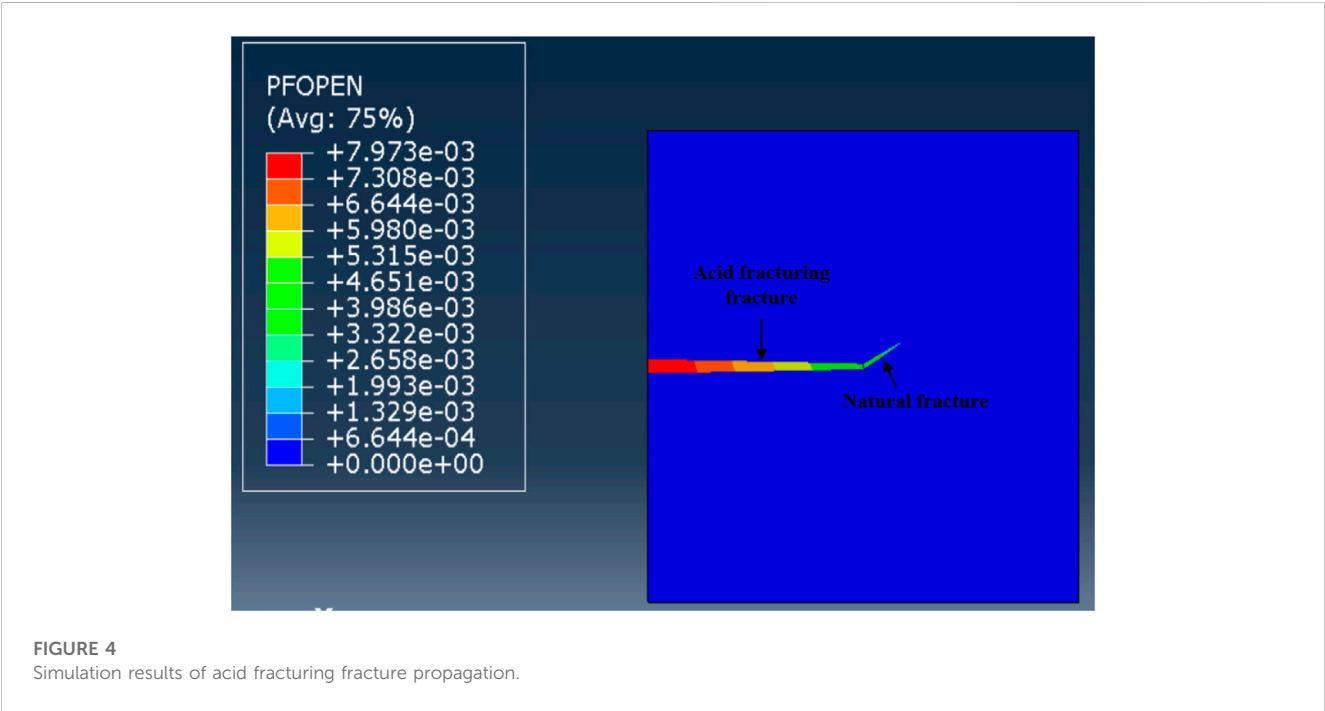 PFOPEN
(Avg: 75%)
+7.973e-03
+7.308e-03
+6.644e-03
+5.980e-03
+5.315e-03
+4.651e-03
+3.986e-03
+3.322e-03
+2.658e-03
+1.993e-03
+1.329e-03
+6.644e-04
+0.000e+00
Acid fracturing
fracture
Natural fracture
FIGURE 4
Simulation results of acid fracturing fracture propagation.